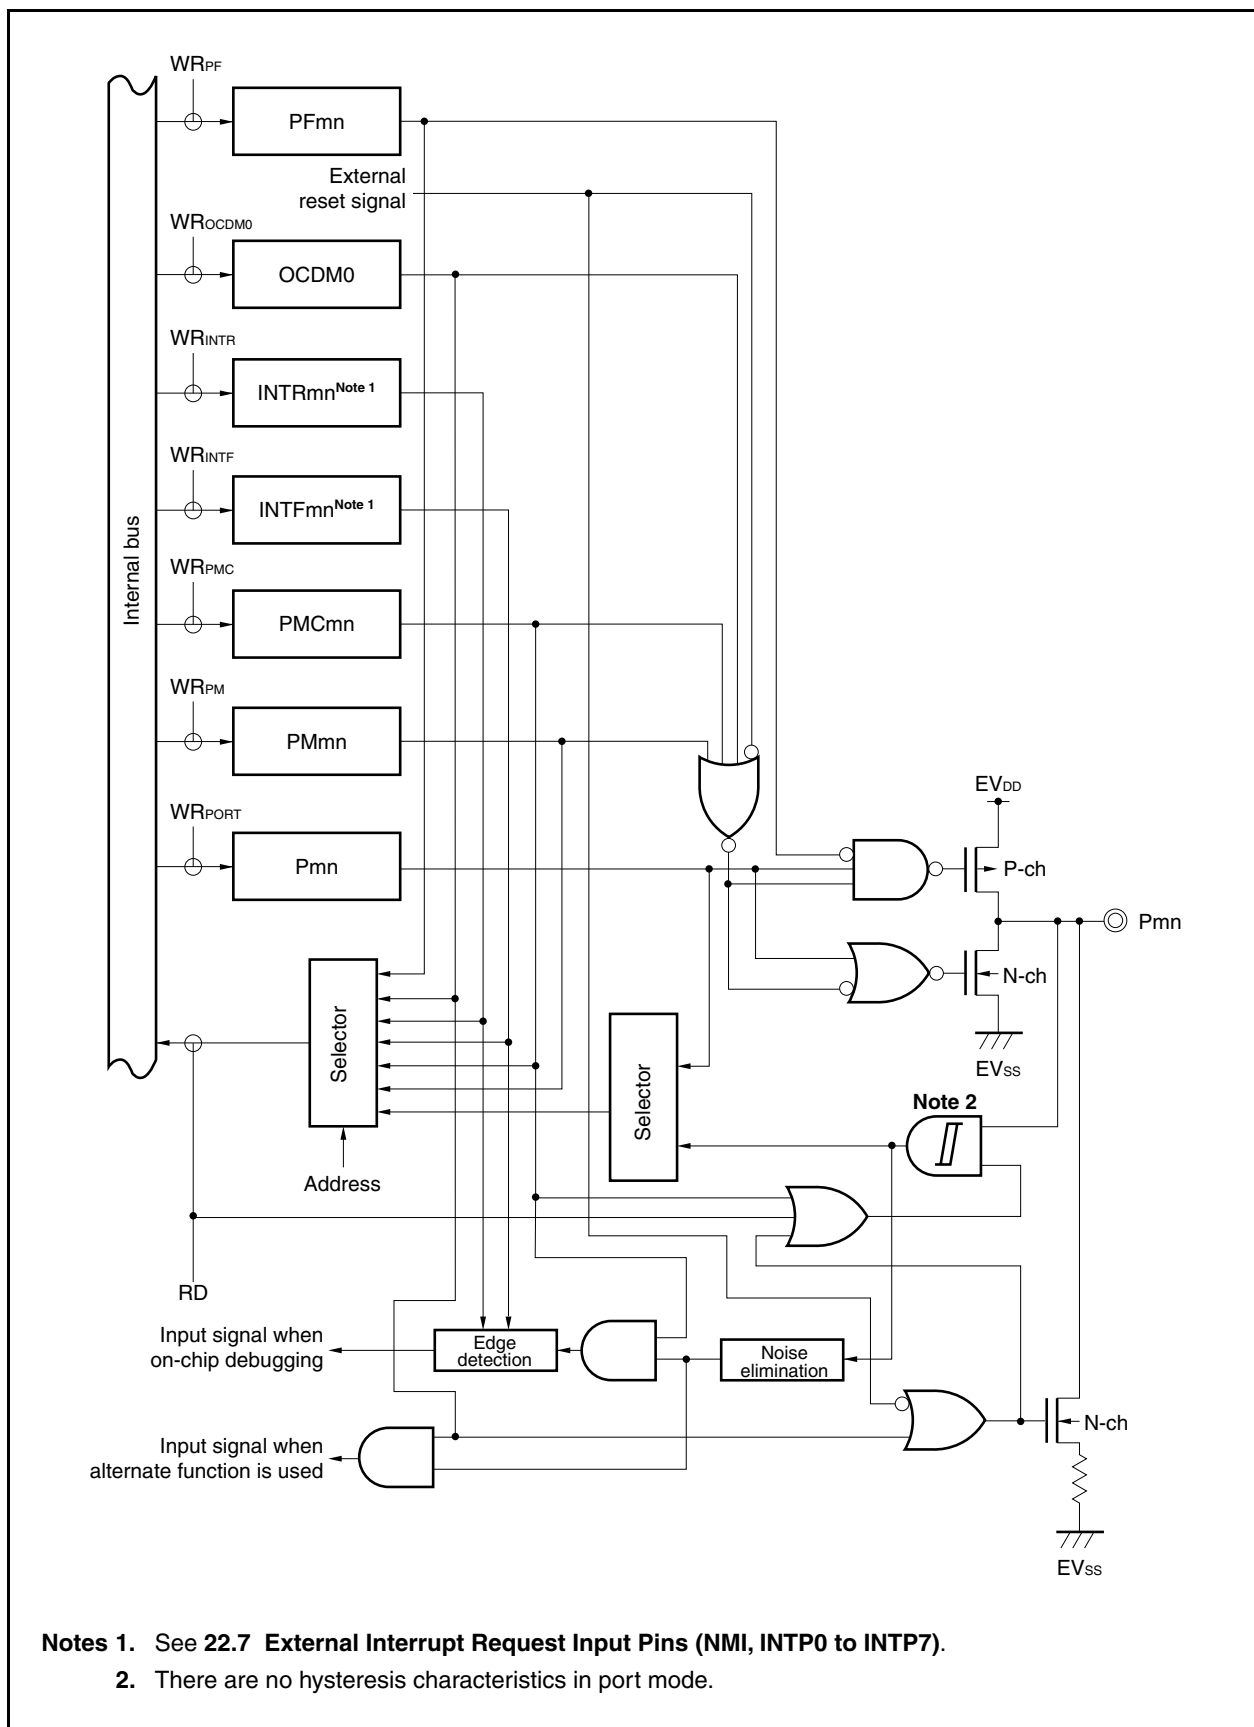 WRPF
PFmn
External
reset signal
WROCDM0
OCDM0
WRINTR
INTRmnNote 1
WRINTF
INTFmnNote 1
Internal bus
WRPMC
PMCmn
WRPM
PMmn
WRPORT
Pmn
EVDD
P-ch
Pmn
N-ch
EVSS
Selector
Selector
Note 2
Address
RD
Input signal when
on-chip debugging
Edge
detection
Noise
elimination
N-ch
Input signal when
alternate function is used
EVSS
Notes 1. See 22.7 External Interrupt Request Input Pins (NMI, INTP0 to INTP7).
2. There are no hysteresis characteristics in port mode.